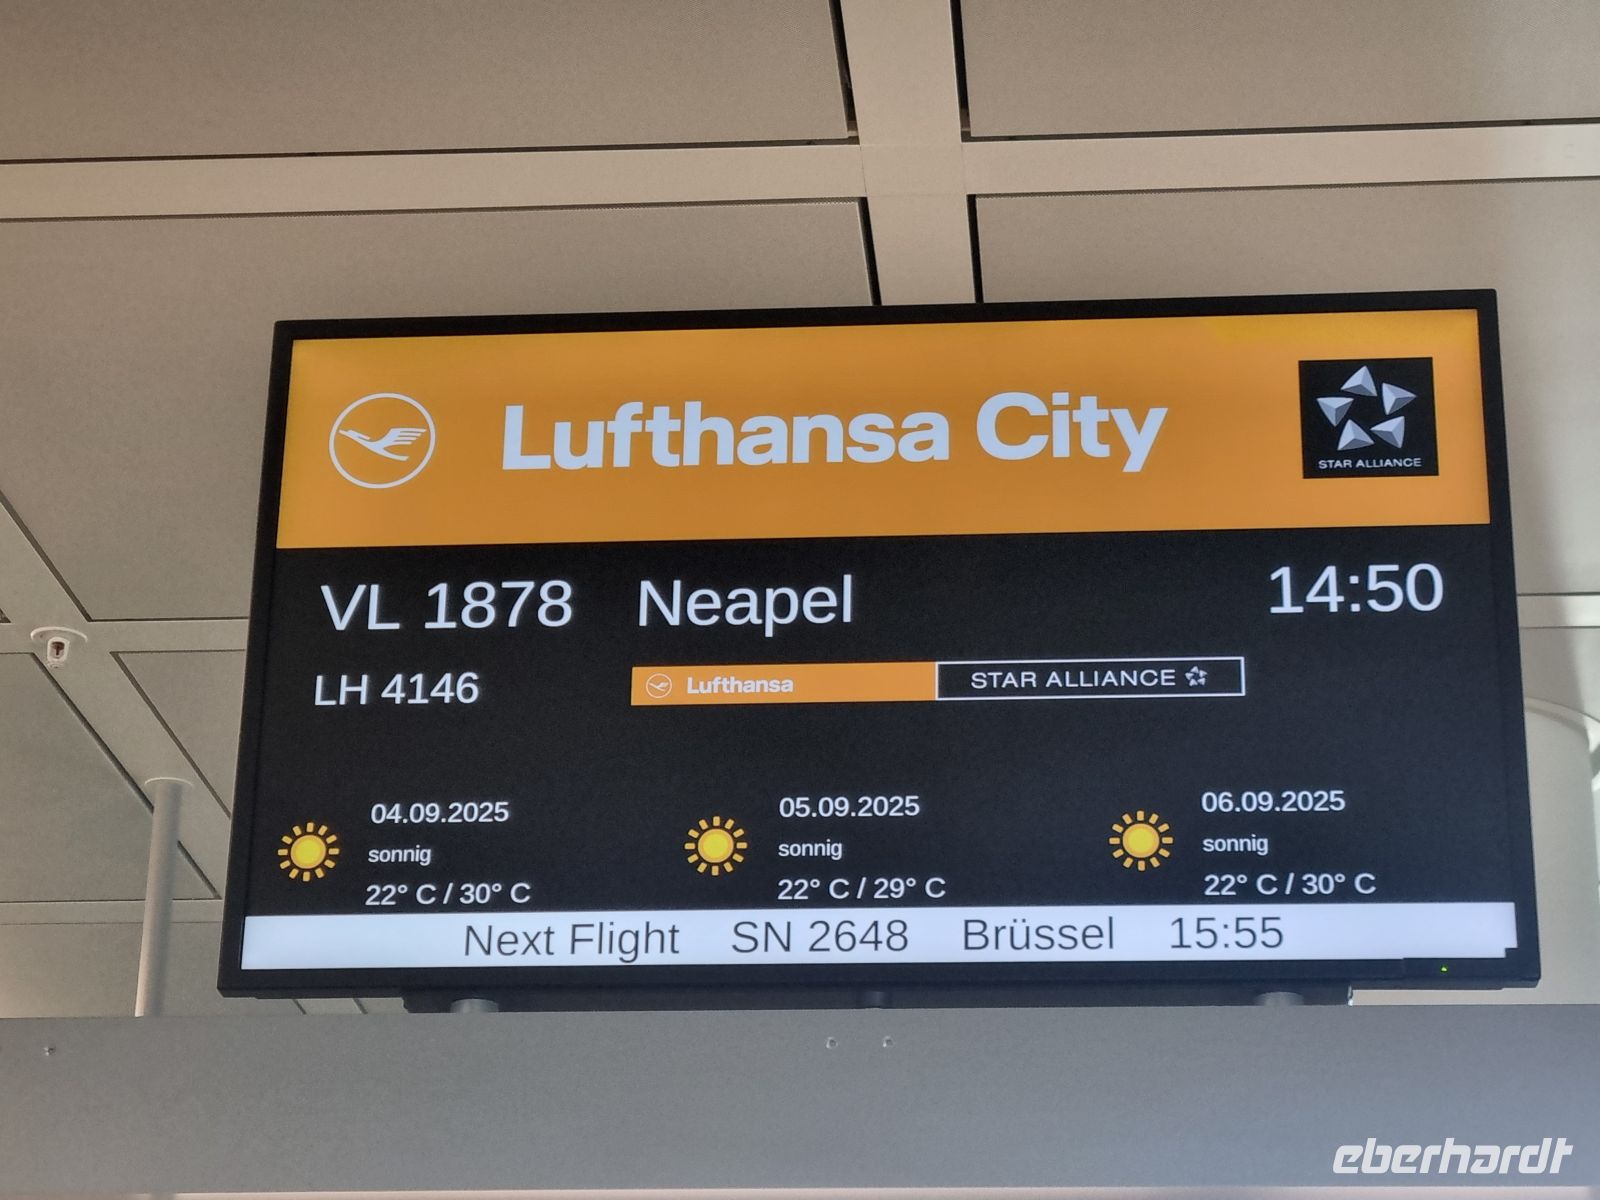 Lufthansa City
STAR ALLIANCE
VL 1878 Neapel 14:50
LH 4146 Lufthansa STAR ALLIANCE
04.09.2025 05.09.2025 06.09.2025
sonnig sonnig sonnig
22° C / 30° C 22° C / 29° C 22° C / 30° C
Next Flight SN 2648 Brüssel 15:55
eberhardt